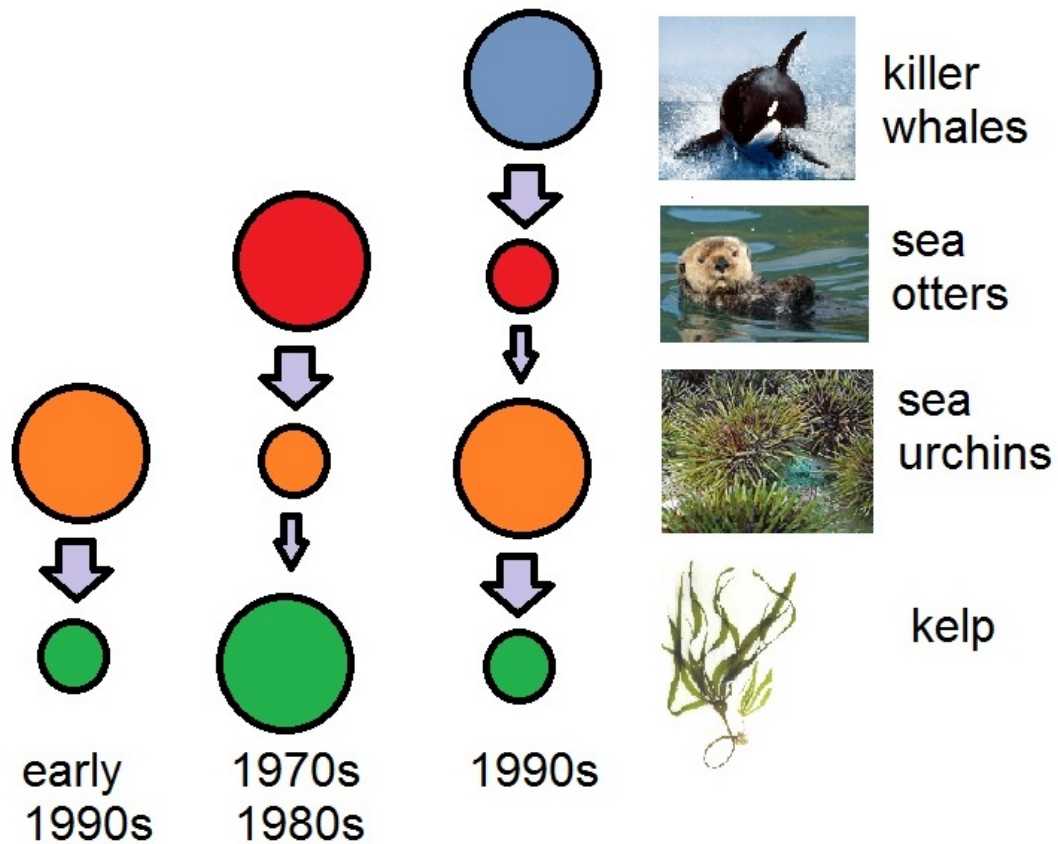 killer
whales
sea
otters
sea
urchins
kelp
early
1990s
1970s
1980s
1990s